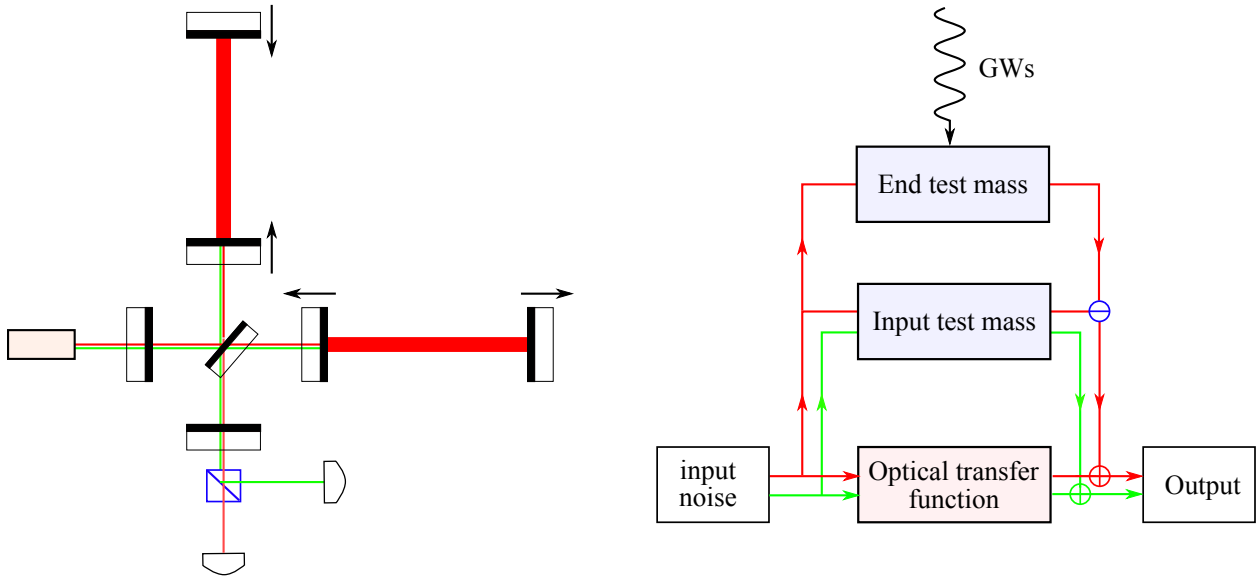 GWs
End test mass
Input test mass
input
noise
Optical transfer
function
Output